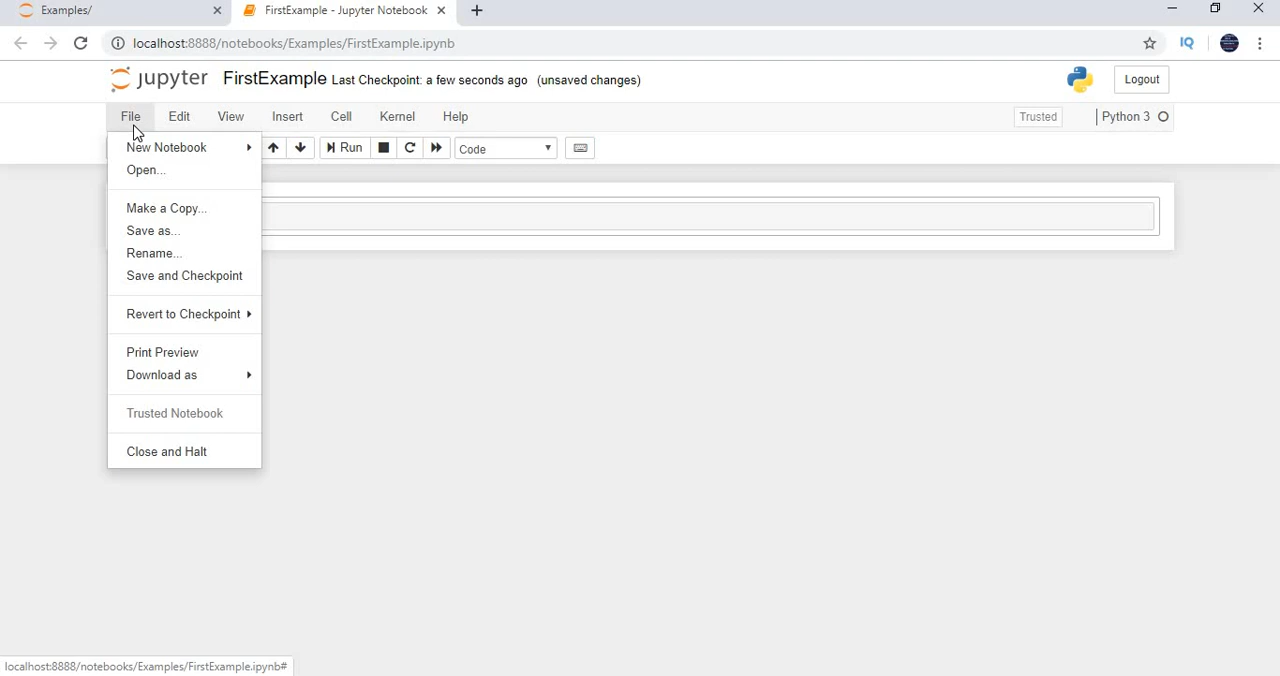 Examples/
FirstExample - Jupyter Notebook
localhost:8888/notebooks/Examples/FirstExample.ipynb
IQ
jupyter FirstExample Last Checkpoint: a few seconds ago (unsaved changes)
Logout
File Edit View Insert Cell Kernel Help
Trusted
Python 3
New Notebook
Run
Code
Open...
Make a Copy...
Save as...
Rename...
Save and Checkpoint
Revert to Checkpoint
Print Preview
Download as
Trusted Notebook
Close and Halt
localhost:8888/notebooks/Examples/FirstExample.ipynb#